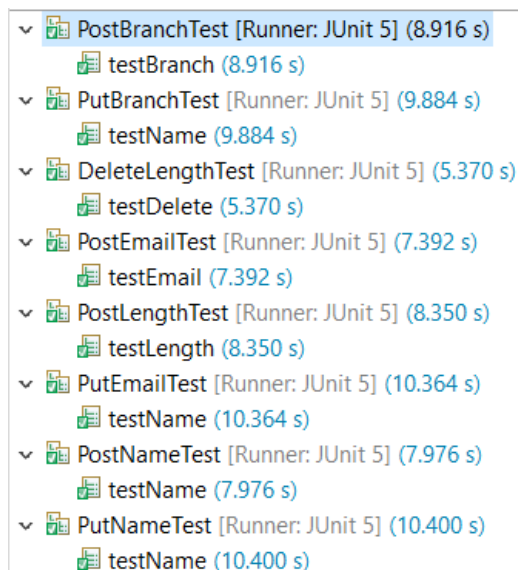 PostBranchTest [Runner: JUnit 5] (8.916 s)
testBranch (8.916 s)
PutBranchTest [Runner: JUnit 5] (9.884 s)
testName (9.884 s)
DeleteLengthTest [Runner: JUnit 5] (5.370 s)
testDelete (5.370 s)
PostEmailTest [Runner: JUnit 5] (7.392 s)
testEmail (7.392 s)
PostLengthTest [Runner: JUnit 5] (8.350 s)
testLength (8.350 s)
PutEmailTest [Runner: JUnit 5] (10.364 s)
testName (10.364 s)
PostNameTest [Runner: JUnit 5] (7.976 s)
testName (7.976 s)
PutNameTest [Runner: JUnit 5] (10.400 s)
testName (10.400 s)